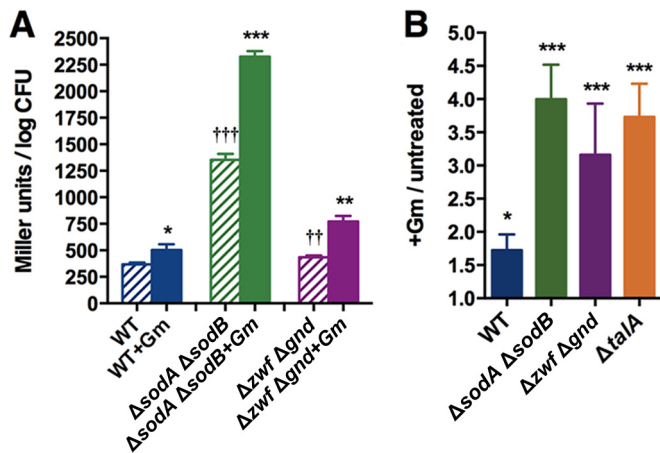 A
Miller units / log CFU
2500
2250
2000
1750
1500
1250
1000
750
500
250
0
*
†††
***
††
**
WT
WT+Gm
ΔsodA ΔsodB
ΔsodA ΔsodB+Gm
Δzwf Δgnd
Δzwf Δgnd+Gm
B
+Gm / untreated
5.0
4.5
4.0
3.5
3.0
2.5
2.0
1.5
1.0
*
***
***
***
WT
ΔsodA ΔsodB
Δzwf Δgnd
ΔtalA